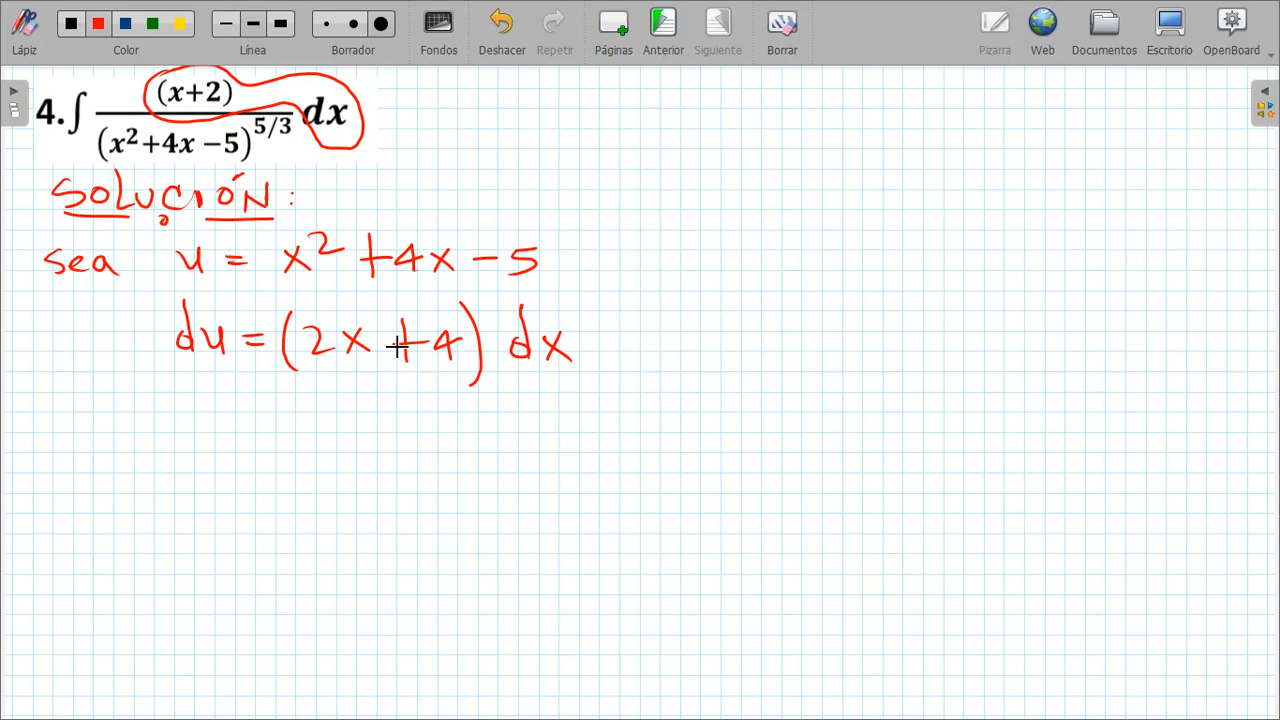 Lápiz Color Línea Borrador Fondos Deshacer Repetir Páginas Anterior Siguiente Borrar Pizarra Web Documentos Escritorio OpenBoard
4. ∫ (x+2) / (x²+4x −5)^5/3 dx
SOLUCIÓN:
sea u = x² +4x −5
du = (2x+4) dx